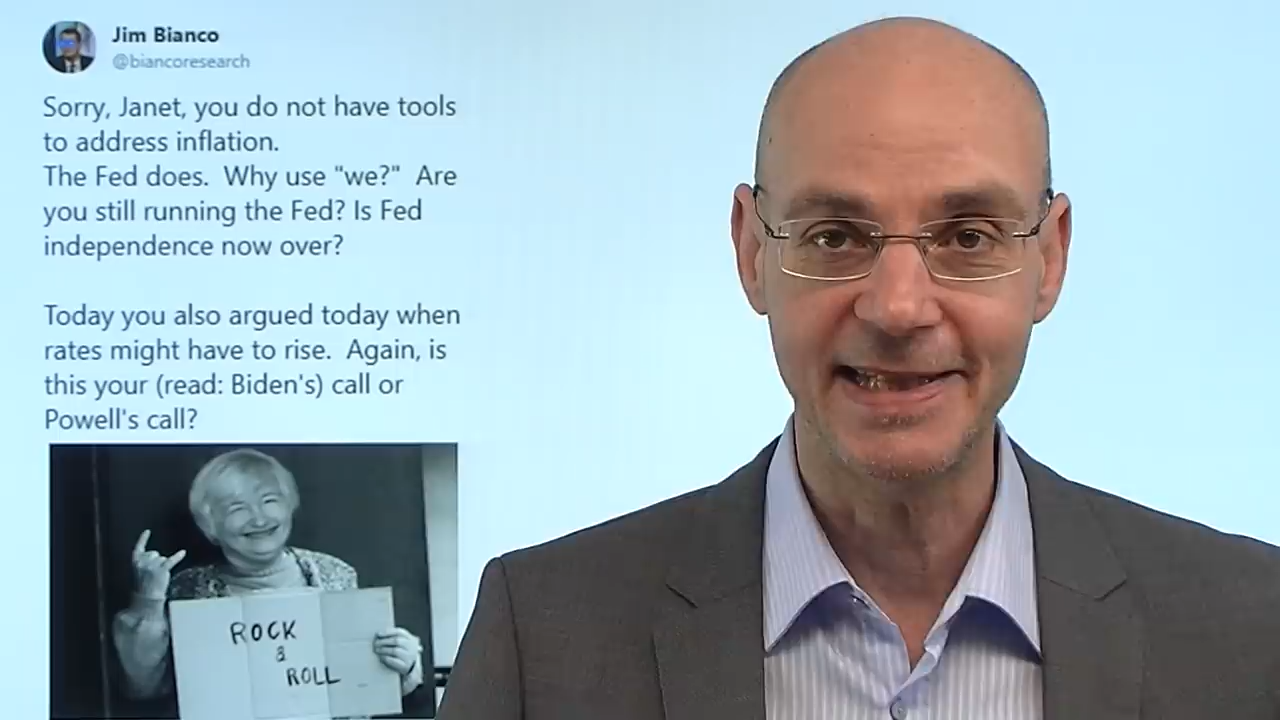 Jim Bianco
@biancoresearch
Sorry, Janet, you do not have tools
to address inflation.
The Fed does.  Why use "we?"  Are
you still running the Fed? Is Fed
independence now over?
Today you also argued today when
rates might have to rise.  Again, is
this your (read: Biden's) call or
Powell's call?
ROCK
&
ROLL